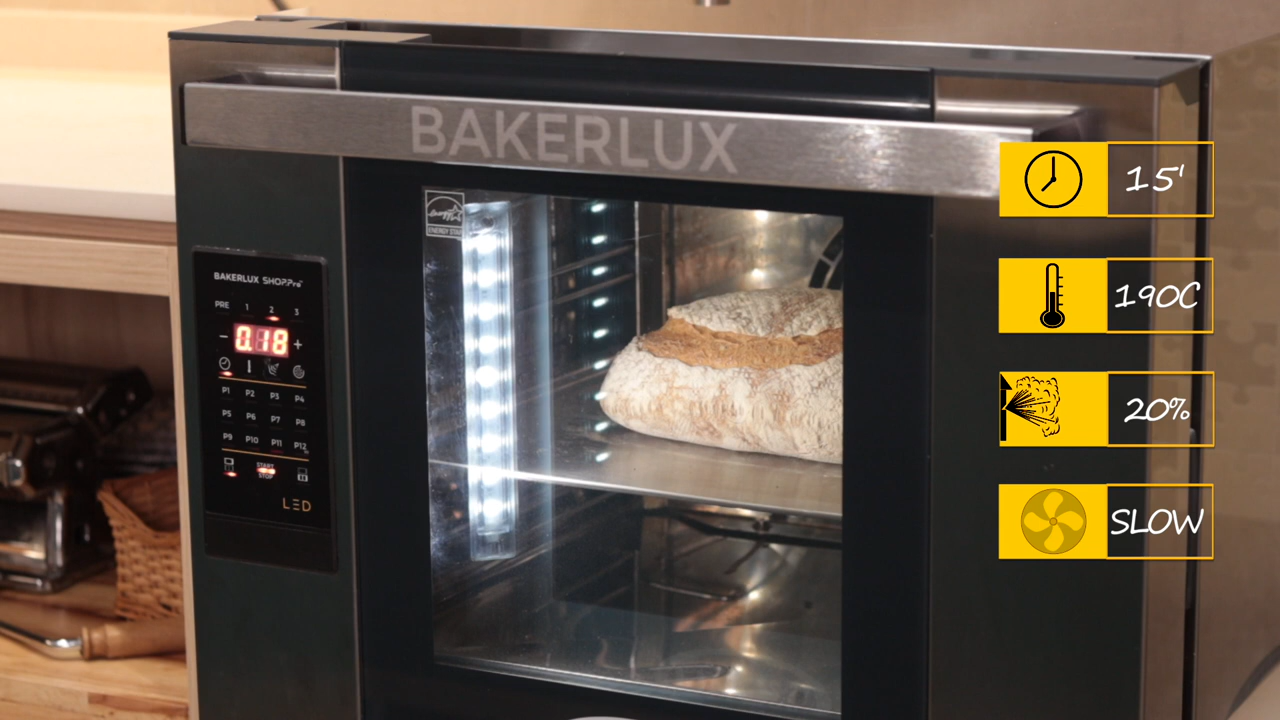 BAKERLUX
ENERGY STAR
BAKERLUX SHOP.Pro™
PRE 1 2 3
- 0.18 +
P1 P2 P3 P4
P5 P6 P7 P8
P9 P10 P11 P12
START
STOP
LED
15'
190C
20%
SLOW